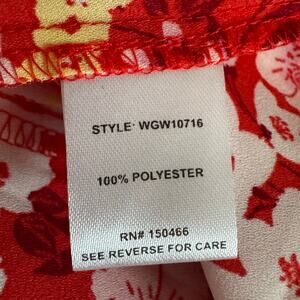 STYLE: WGW10716
100% POLYESTER
RN# 150466
SEE REVERSE FOR CARE